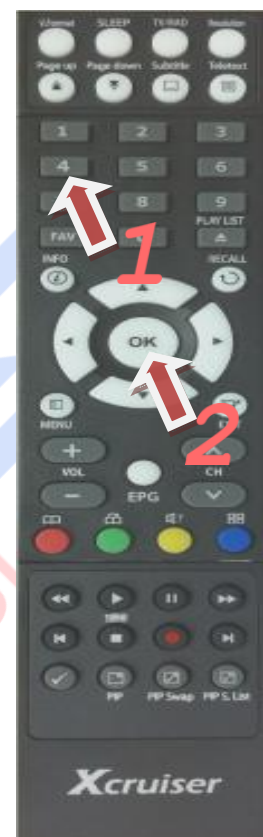 V.Format SLEEP TV/RAD Resolution
Page up Page down Subtitle Teletext
1 2 3
4 5 6
8 9
PLAY LIST
FAV
INFO RECALL
1
OK
MENU
2
+
VOL CH
− EPG
PIP PIP Swap PIP S. List
Xcruiser